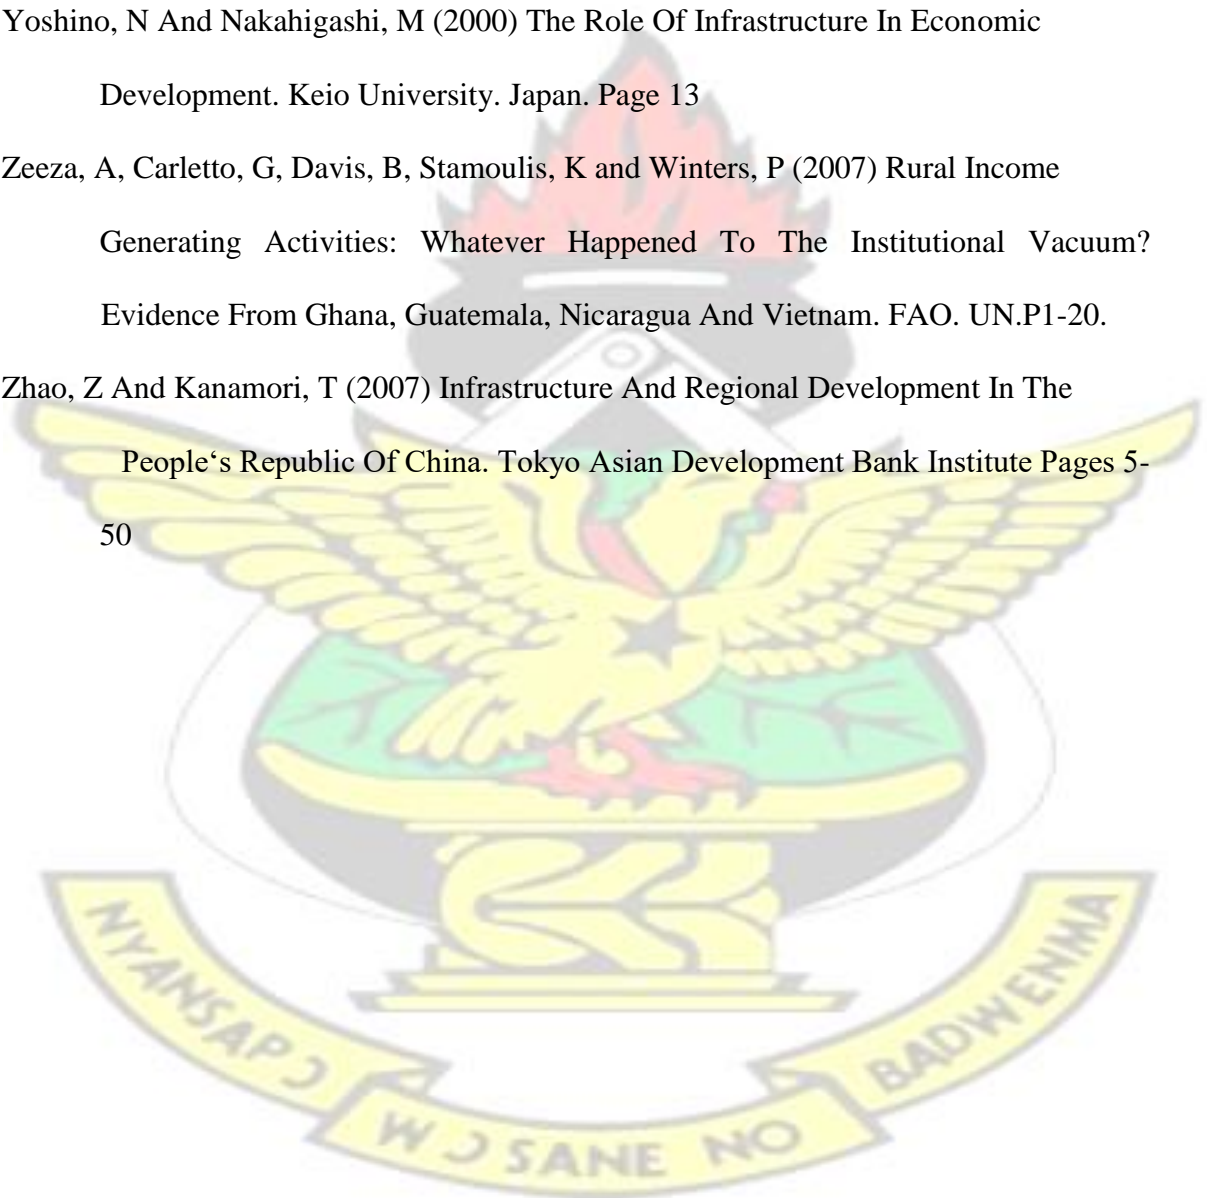 Yoshino, N And Nakahigashi, M (2000) The Role Of Infrastructure In Economic
Development. Keio University. Japan. Page 13
Zeeza, A, Carletto, G, Davis, B, Stamoulis, K and Winters, P (2007) Rural Income
Generating Activities: Whatever Happened To The Institutional Vacuum?
Evidence From Ghana, Guatemala, Nicaragua And Vietnam. FAO. UN.P1-20.
Zhao, Z And Kanamori, T (2007) Infrastructure And Regional Development In The
People‘s Republic Of China. Tokyo Asian Development Bank Institute Pages 5-
50
NYANSAPƆ WƆSANE NO BADWENMA